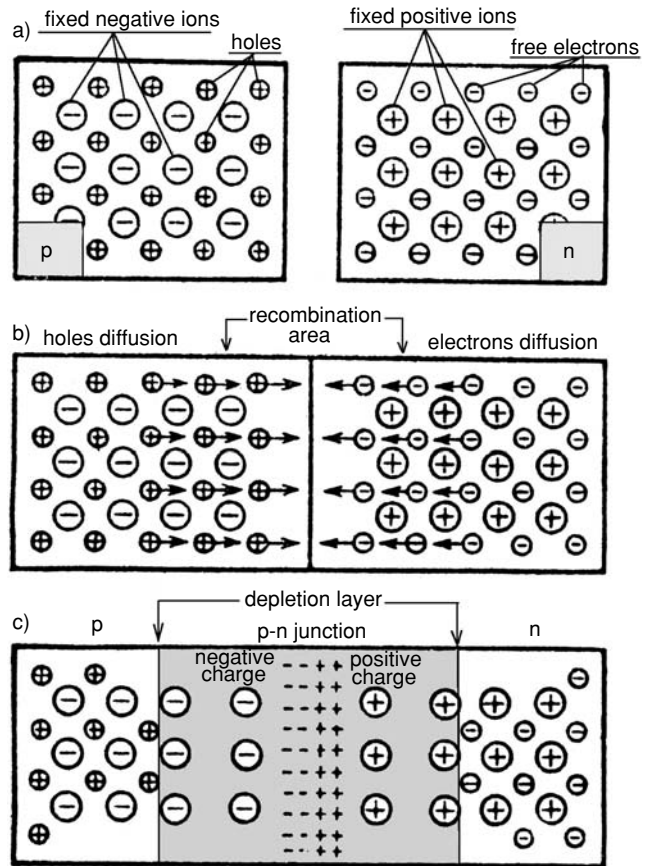 a)
fixed negative ions
holes
fixed positive ions
free electrons
p
n
b)
holes diffusion
recombination
area
electrons diffusion
c)
depletion layer
p
p-n junction
n
negative
charge
positive
charge